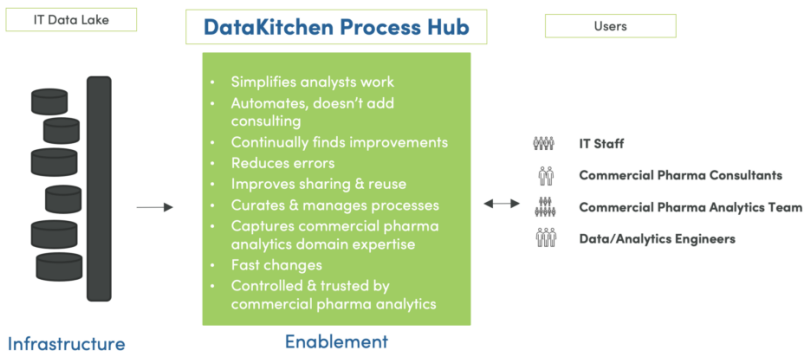 IT Data Lake
DataKitchen Process Hub
Users
• Simplifies analysts work
• Automates, doesn't add
consulting
• Continually finds improvements
• Reduces errors
• Improves sharing & reuse
• Curates & manages processes
• Captures commercial pharma
analytics domain expertise
• Fast changes
• Controlled & trusted by
commercial pharma analytics
IT Staff
Commercial Pharma Consultants
Commercial Pharma Analytics Team
Data/Analytics Engineers
Infrastructure
Enablement